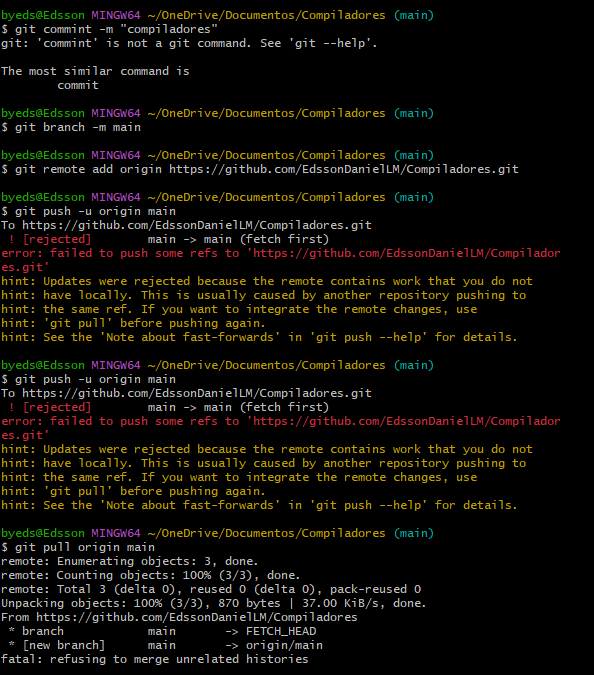 byeds@Edsson MINGW64 ~/OneDrive/Documentos/Compiladores (main)
$ git commint -m "compiladores"
git: 'commint' is not a git command. See 'git --help'.
The most similar command is
commit
byeds@Edsson MINGW64 ~/OneDrive/Documentos/Compiladores (main)
$ git branch -m main
byeds@Edsson MINGW64 ~/OneDrive/Documentos/Compiladores (main)
$ git remote add origin https://github.com/EdssonDanielLM/Compiladores.git
byeds@Edsson MINGW64 ~/OneDrive/Documentos/Compiladores (main)
$ git push -u origin main
To https://github.com/EdssonDanielLM/Compiladores.git
! [rejected] main -> main (fetch first)
error: failed to push some refs to 'https://github.com/EdssonDanielLM/Compilador
es.git'
hint: Updates were rejected because the remote contains work that you do not
hint: have locally. This is usually caused by another repository pushing to
hint: the same ref. If you want to integrate the remote changes, use
hint: 'git pull' before pushing again.
hint: See the 'Note about fast-forwards' in 'git push --help' for details.
byeds@Edsson MINGW64 ~/OneDrive/Documentos/Compiladores (main)
$ git push -u origin main
To https://github.com/EdssonDanielLM/Compiladores.git
! [rejected] main -> main (fetch first)
error: failed to push some refs to 'https://github.com/EdssonDanielLM/Compilador
es.git'
hint: Updates were rejected because the remote contains work that you do not
hint: have locally. This is usually caused by another repository pushing to
hint: the same ref. If you want to integrate the remote changes, use
hint: 'git pull' before pushing again.
hint: See the 'Note about fast-forwards' in 'git push --help' for details.
byeds@Edsson MINGW64 ~/OneDrive/Documentos/Compiladores (main)
$ git pull origin main
remote: Enumerating objects: 3, done.
remote: Counting objects: 100% (3/3), done.
remote: Total 3 (delta 0), reused 0 (delta 0), pack-reused 0
Unpacking objects: 100% (3/3), 870 bytes | 37.00 KiB/s, done.
From https://github.com/EdssonDanielLM/Compiladores
* branch main -> FETCH_HEAD
* [new branch] main -> origin/main
fatal: refusing to merge unrelated histories